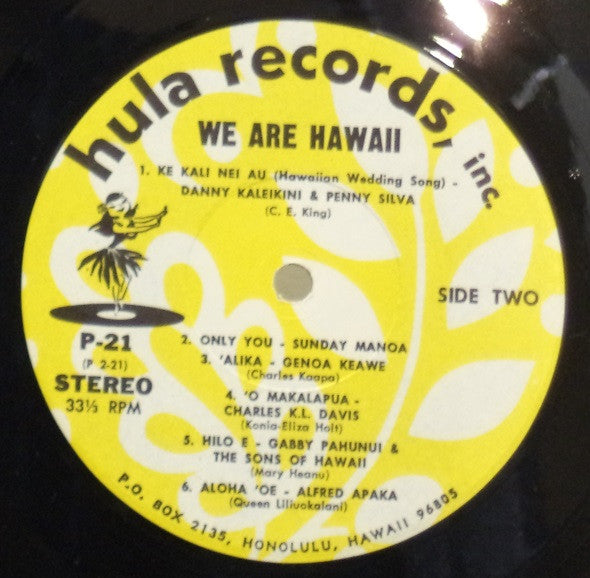 hula records, inc.
WE ARE HAWAII
1. KE KALI NEI AU (Hawaiian Wedding Song) -
DANNY KALEIKINI & PENNY SILVA
(C. E. King)
SIDE TWO
P-21
(P 2-21)
STEREO
33⅓ RPM
2. ONLY YOU - SUNDAY MANOA
3. 'ALIKA - GENOA KEAWE
(Charles Kaapa)
4. 'O MAKALAPUA -
CHARLES K.L. DAVIS
(Konia-Eliza Holt)
5. HILO E - GABBY PAHUNUI &
THE SONS OF HAWAII
(Mary Heanu)
6. ALOHA 'OE - ALFRED APAKA
(Queen Liliuokalani)
P.O. BOX 2135, HONOLULU, HAWAII 96805